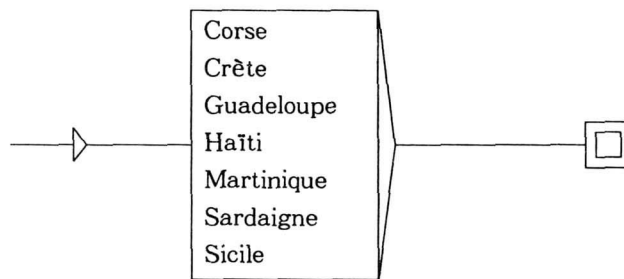 Corse
Crète
Guadeloupe
Haïti
Martinique
Sardaigne
Sicile